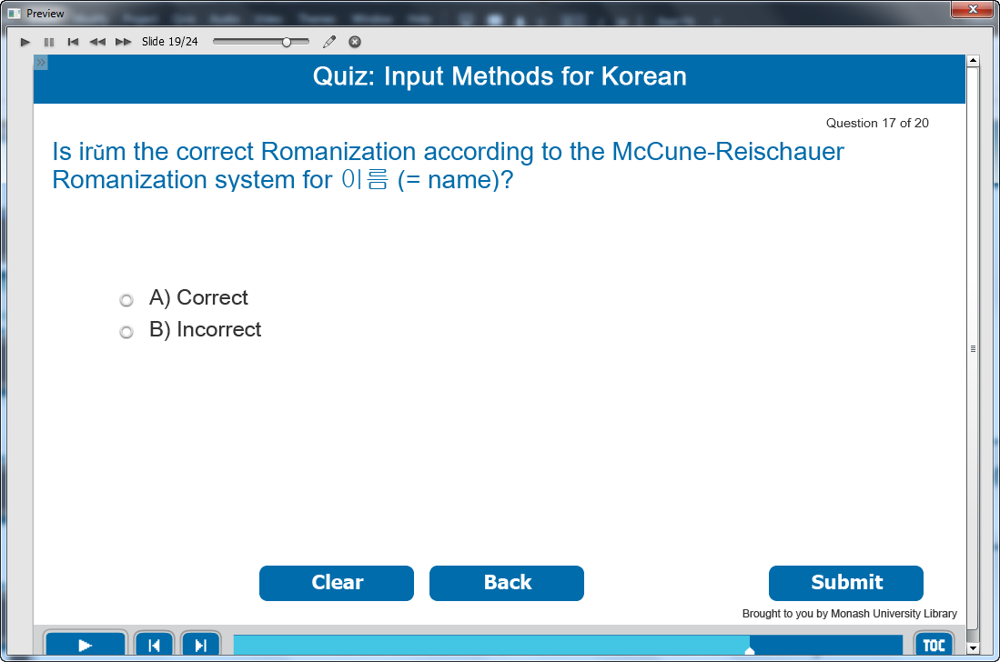 Preview
Slide 19/24
Quiz: Input Methods for Korean
Question 17 of 20
Is irŭm the correct Romanization according to the McCune-Reischauer
Romanization system for 이름 (= name)?
A) Correct
B) Incorrect
Clear
Back
Submit
Brought to you by Monash University Library
TOC